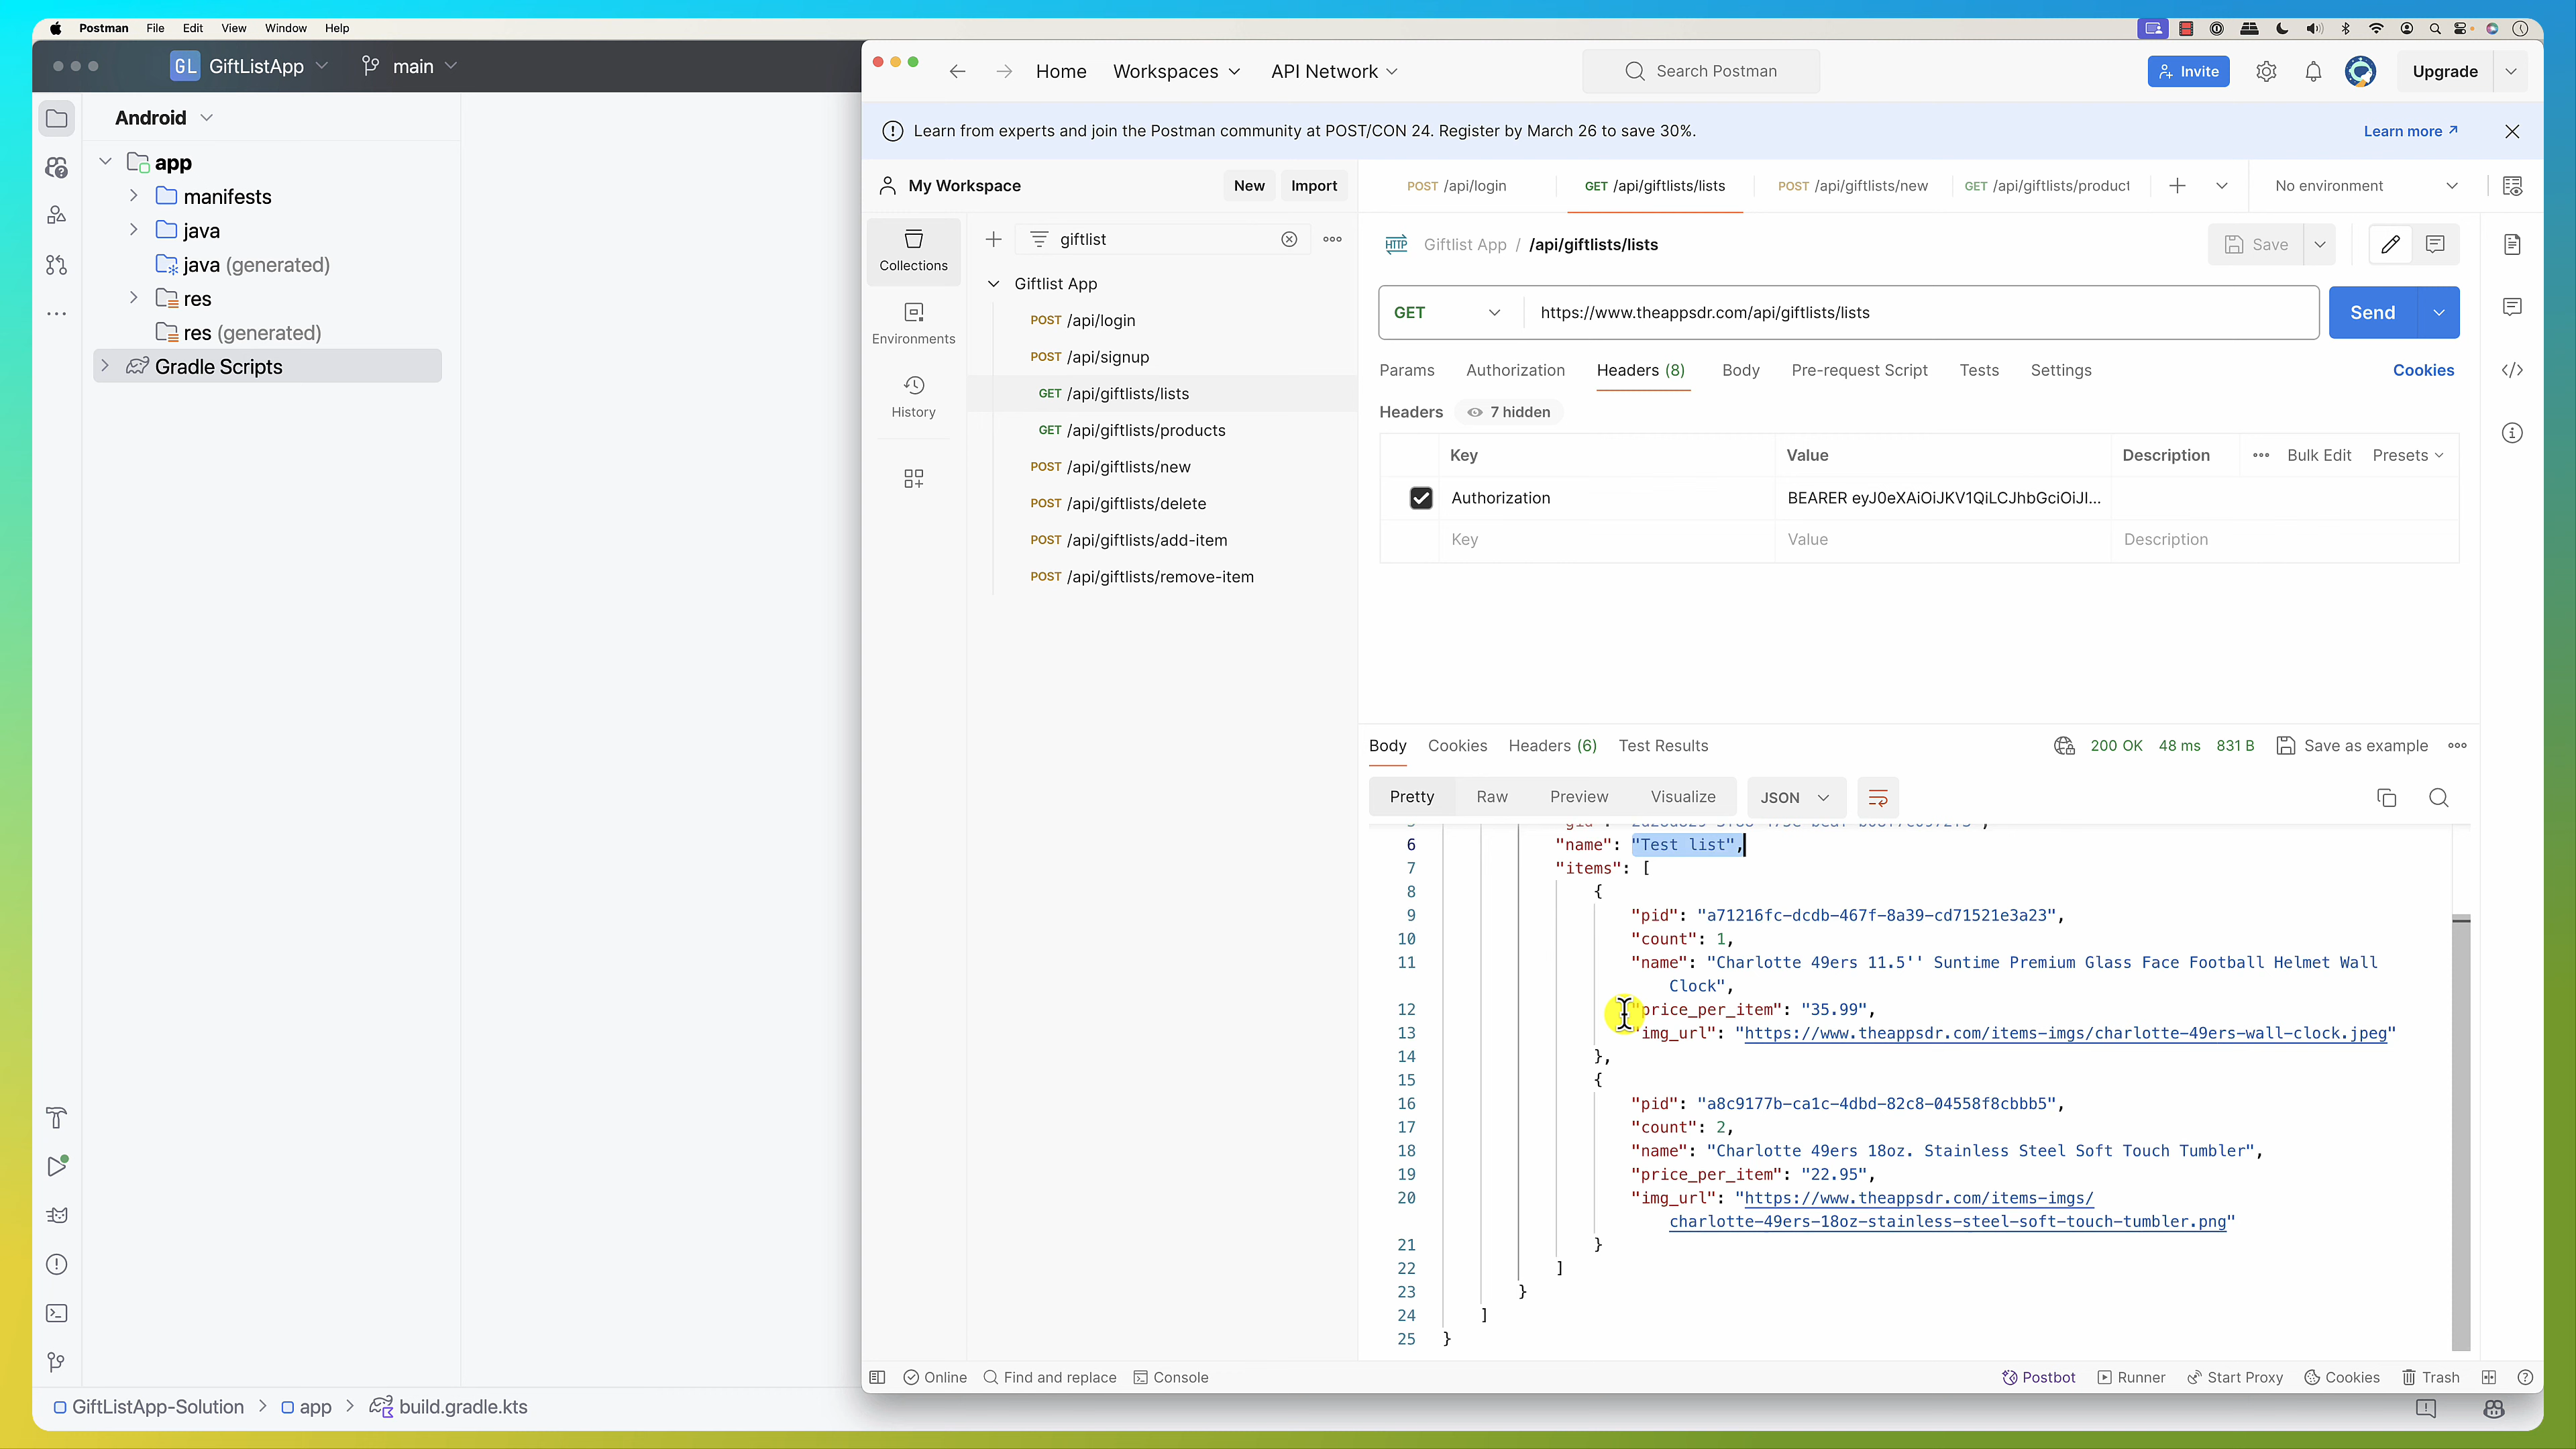 Postman File Edit View Window Help
GL GiftListApp main
Android
app
manifests
java
java (generated)
res
res (generated)
Gradle Scripts
GiftListApp-Solution > app > build.gradle.kts
Home Workspaces API Network Search Postman Invite Upgrade
Learn from experts and join the Postman community at POST/CON 24. Register by March 26 to save 30%. Learn more
My Workspace New Import
Collections
Environments
History
giftlist
Giftlist App
POST /api/login
POST /api/signup
GET /api/giftlists/lists
GET /api/giftlists/products
POST /api/giftlists/new
POST /api/giftlists/delete
POST /api/giftlists/add-item
POST /api/giftlists/remove-item
POST /api/login GET /api/giftlists/lists POST /api/giftlists/new GET /api/giftlists/product No environment
HTTP Giftlist App / /api/giftlists/lists Save
GET https://www.theappsdr.com/api/giftlists/lists Send
Params Authorization Headers (8) Body Pre-request Script Tests Settings Cookies
Headers 7 hidden
Key Value Description Bulk Edit Presets
Authorization BEARER eyJ0eXAiOiJKV1QiLCJhbGciOiJI...
Key Value Description
Body Cookies Headers (6) Test Results 200 OK 48 ms 831 B Save as example
Pretty Raw Preview Visualize JSON
6 "name": "Test list",
7 "items": [
8 {
9 "pid": "a71216fc-dcdb-467f-8a39-cd71521e3a23",
10 "count": 1,
11 "name": "Charlotte 49ers 11.5'' Suntime Premium Glass Face Football Helmet Wall
Clock",
12 "price_per_item": "35.99",
13 "img_url": "https://www.theappsdr.com/items-imgs/charlotte-49ers-wall-clock.jpeg"
14 },
15 {
16 "pid": "a8c9177b-ca1c-4dbd-82c8-04558f8cbbb5",
17 "count": 2,
18 "name": "Charlotte 49ers 18oz. Stainless Steel Soft Touch Tumbler",
19 "price_per_item": "22.95",
20 "img_url": "https://www.theappsdr.com/items-imgs/
charlotte-49ers-18oz-stainless-steel-soft-touch-tumbler.png"
21 }
22 ]
23 }
24 ]
25 }
Online Find and replace Console Postbot Runner Start Proxy Cookies Trash